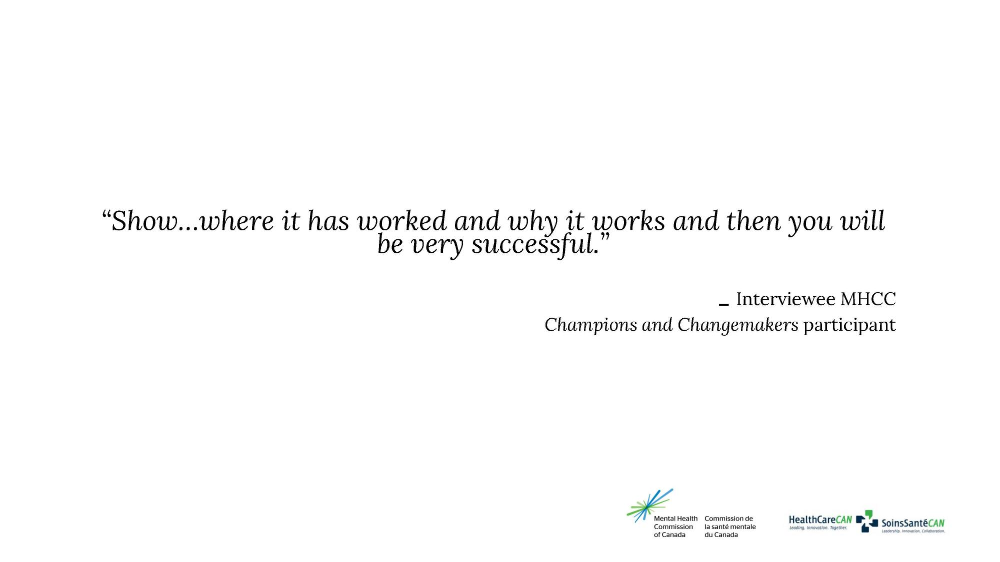 “Show...where it has worked and why it works and then you will
be very successful.”
– Interviewee MHCC
Champions and Changemakers participant
Mental Health
Commission
of Canada
Commission de
la santé mentale
du Canada
HealthCareCAN
Leading. Innovation. Together.
SoinsSantéCAN
Leadership. Innovation. Collaboration.